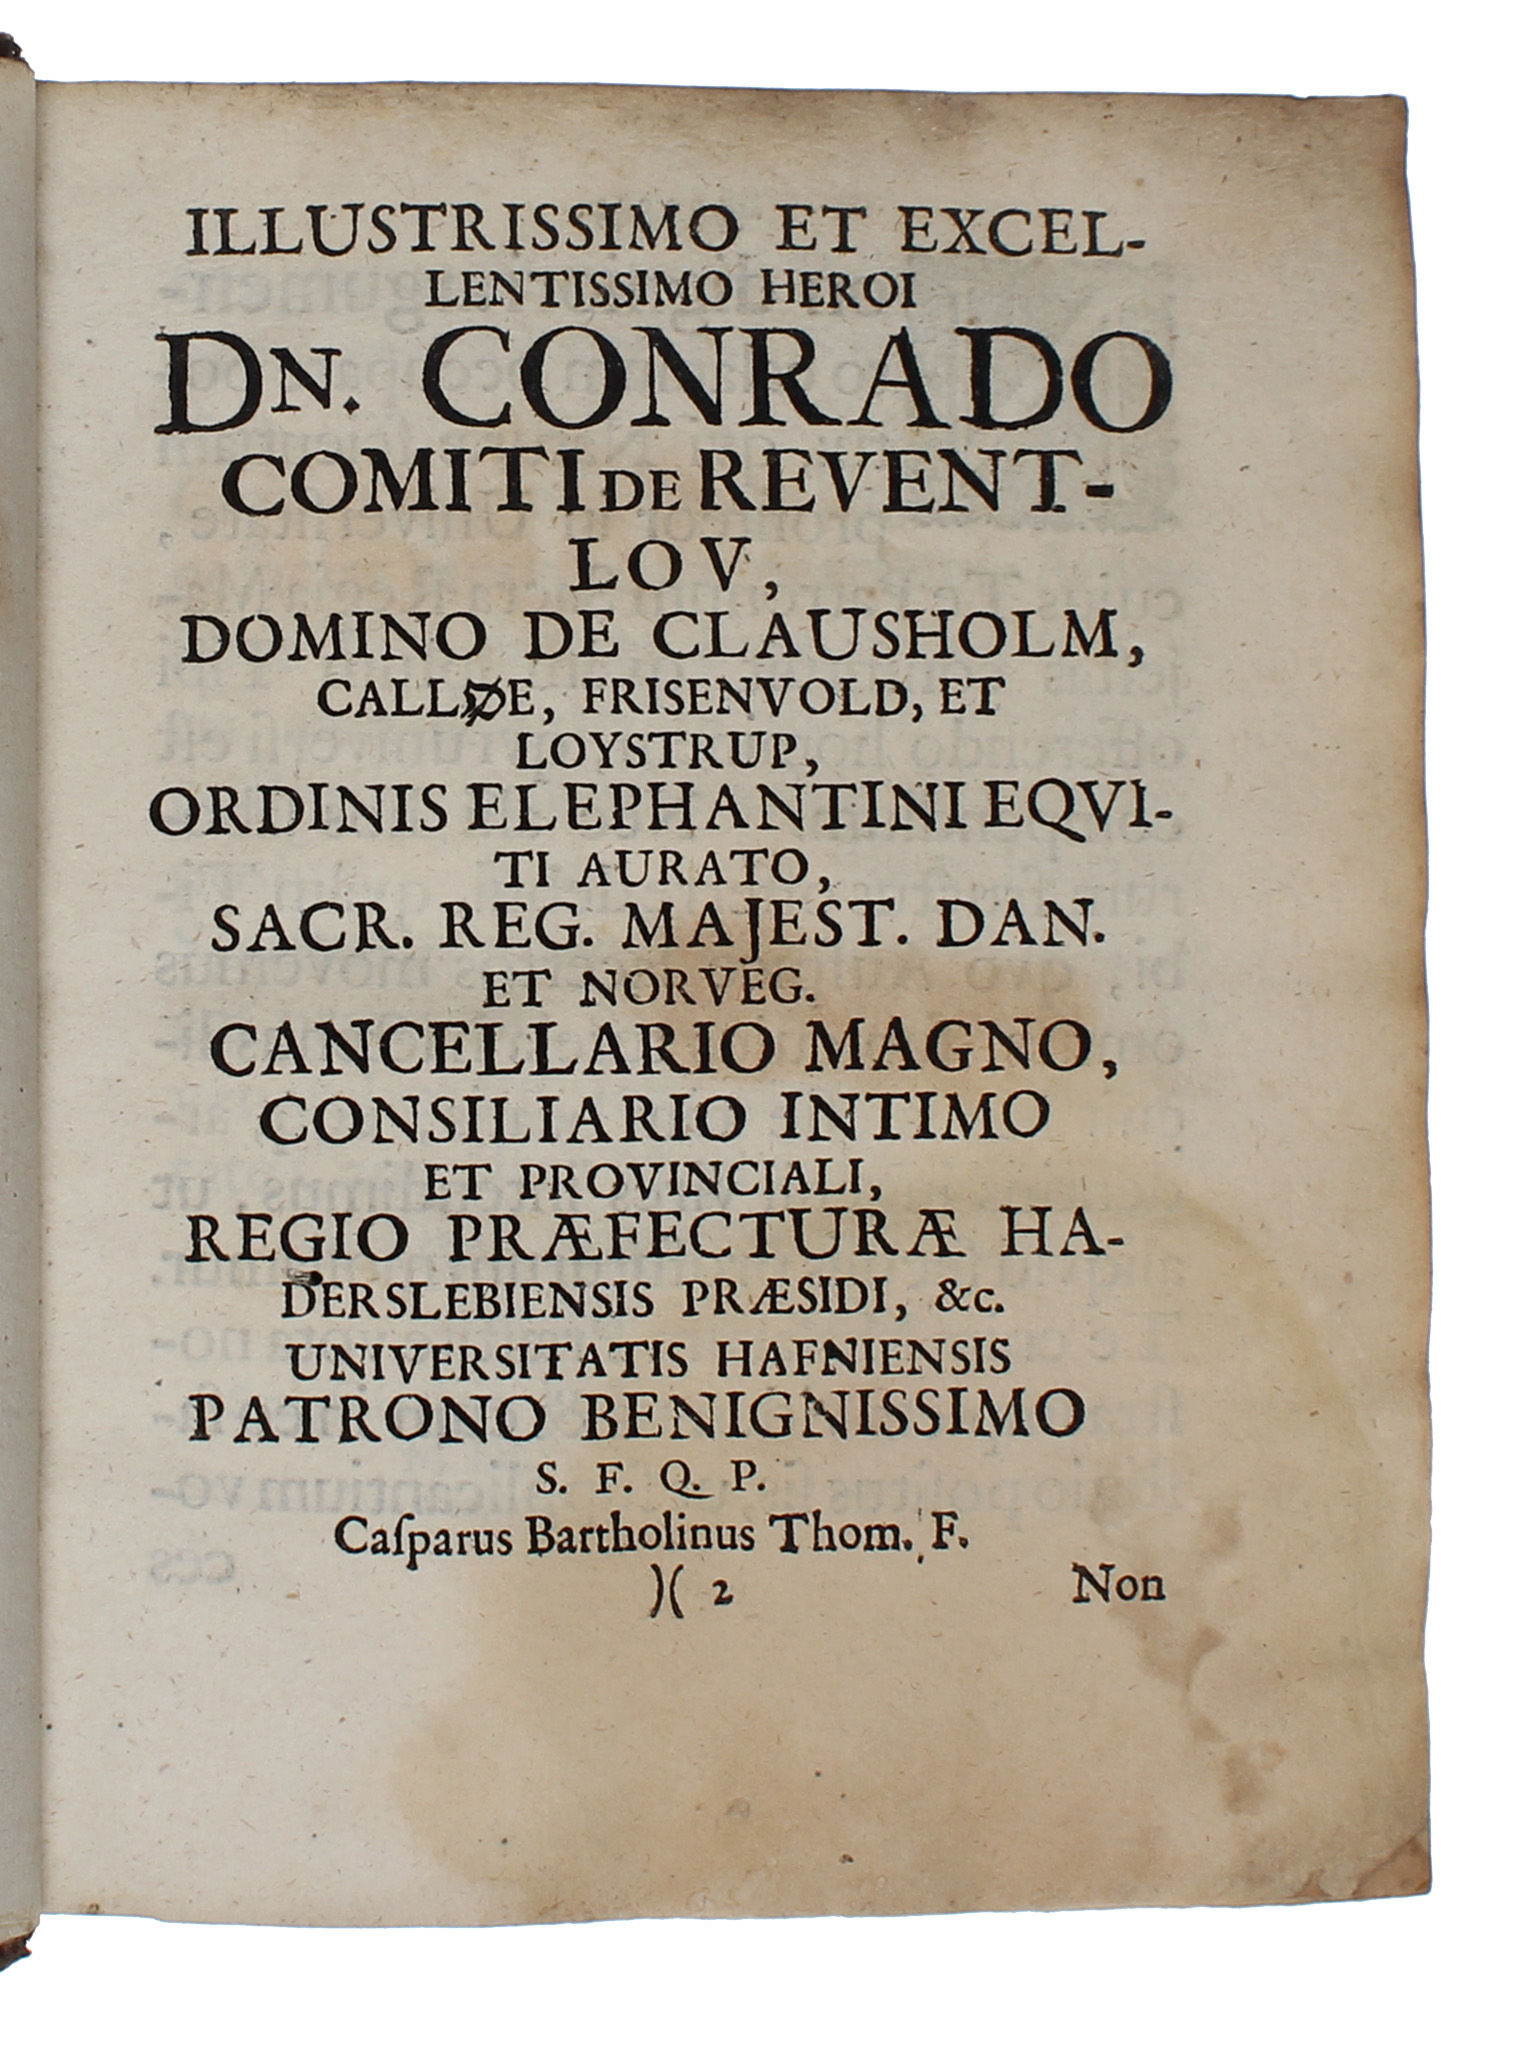 ILLUSTRISSIMO ET EXCEL-
LENTISSIMO HEROI
DN. CONRADO
COMITI DE REVENT-
LOV,
DOMINO DE CLAUSHOLM,
CALLØE, FRISENVOLD, ET
LOYSTRUP,
ORDINIS ELEPHANTINI EQVI-
TI AURATO,
SACR. REG. MAJEST. DAN.
ET NORVEG.
CANCELLARIO MAGNO,
CONSILIARIO INTIMO
ET PROVINCIALI,
REGIO PRÆFECTURÆ HA-
DERSLEBIENSIS PRÆSIDI, &c.
UNIVERSITATIS HAFNIENSIS
PATRONO BENIGNISSIMO
S. F. Q. P.
Caſparus Bartholinus Thom. F.
)( 2 Non